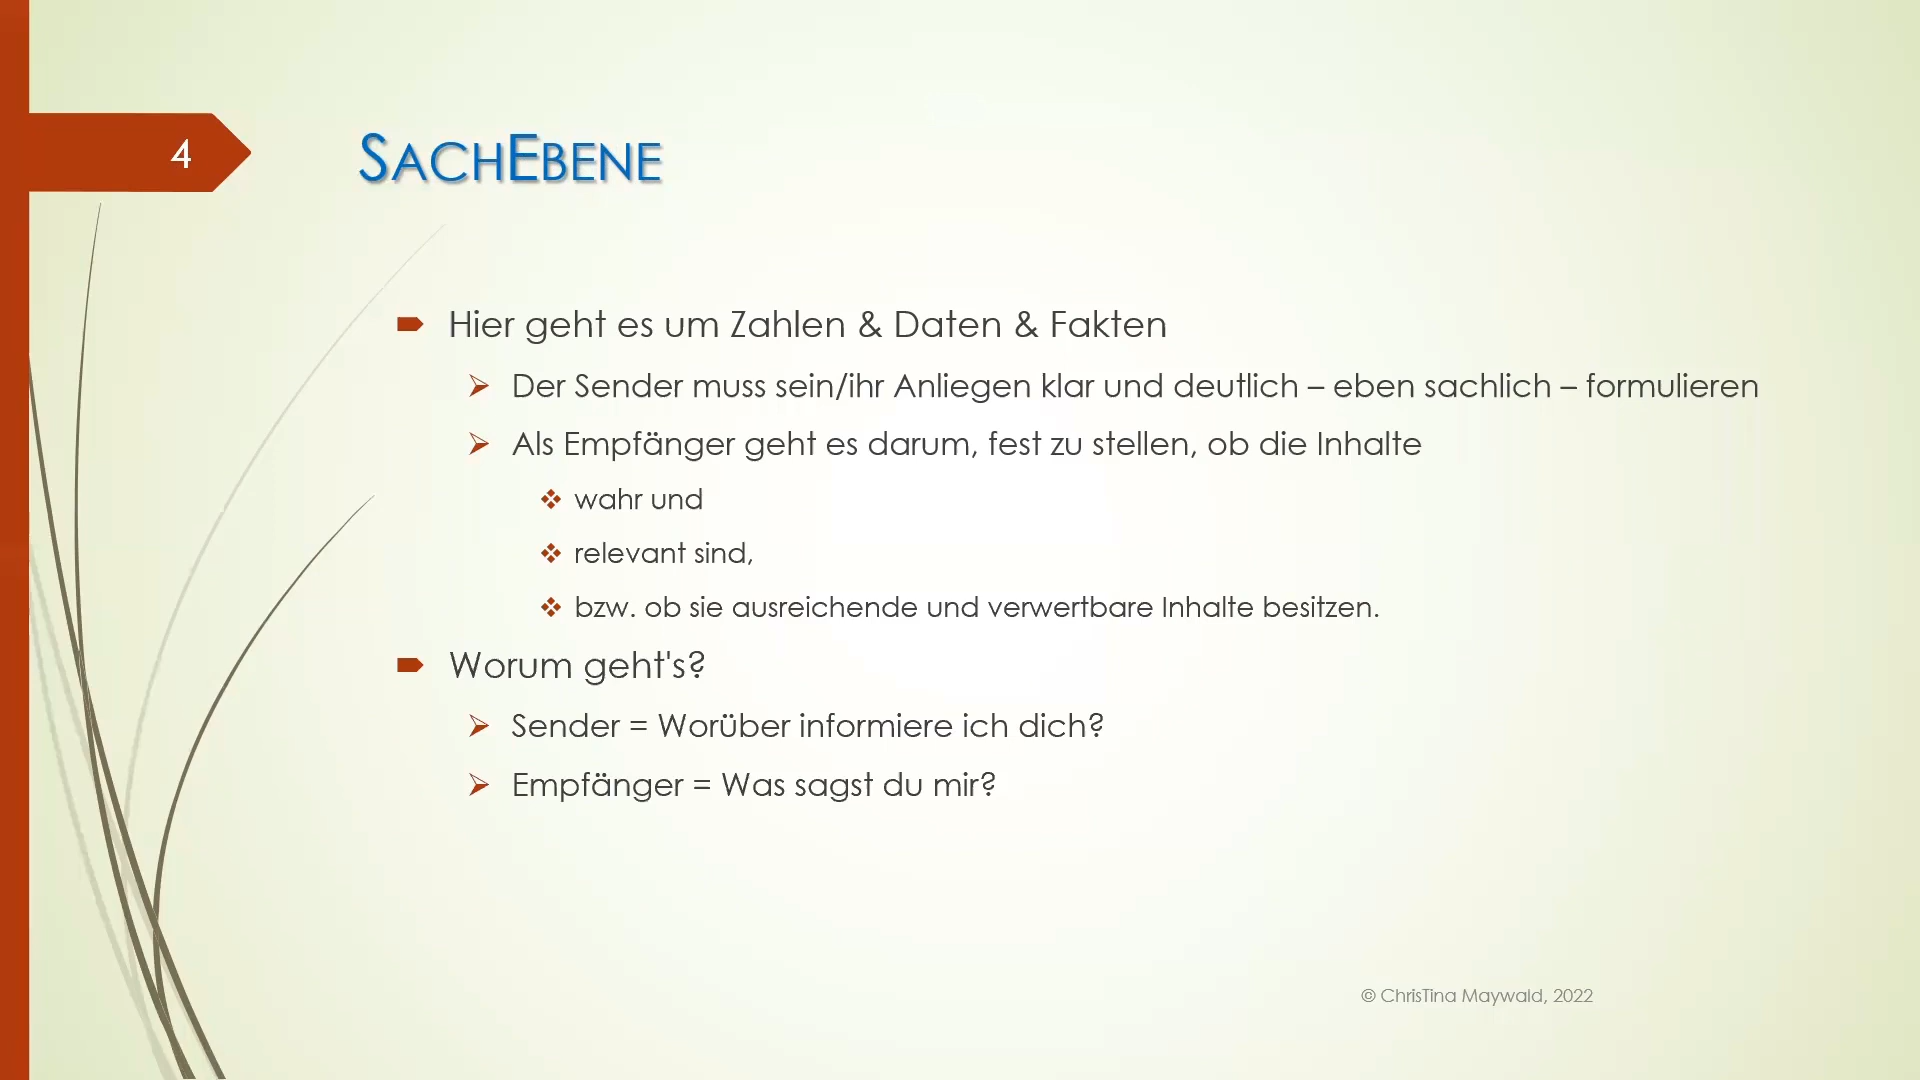 4
SACHEBENE
Hier geht es um Zahlen & Daten & Fakten
Der Sender muss sein/ihr Anliegen klar und deutlich – eben sachlich – formulieren
Als Empfänger geht es darum, fest zu stellen, ob die Inhalte
wahr und
relevant sind,
bzw. ob sie ausreichende und verwertbare Inhalte besitzen.
Worum geht's?
Sender = Worüber informiere ich dich?
Empfänger = Was sagst du mir?
© ChrisTina Maywald, 2022